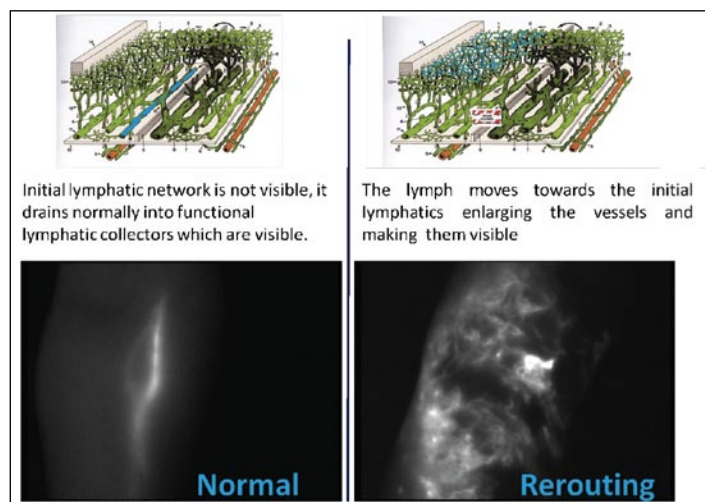 Initial lymphatic network is not visible, it
drains normally into functional
lymphatic collectors which are visible.
The lymph moves towards the initial
lymphatics enlarging the vessels and
making them visible
Normal
Rerouting